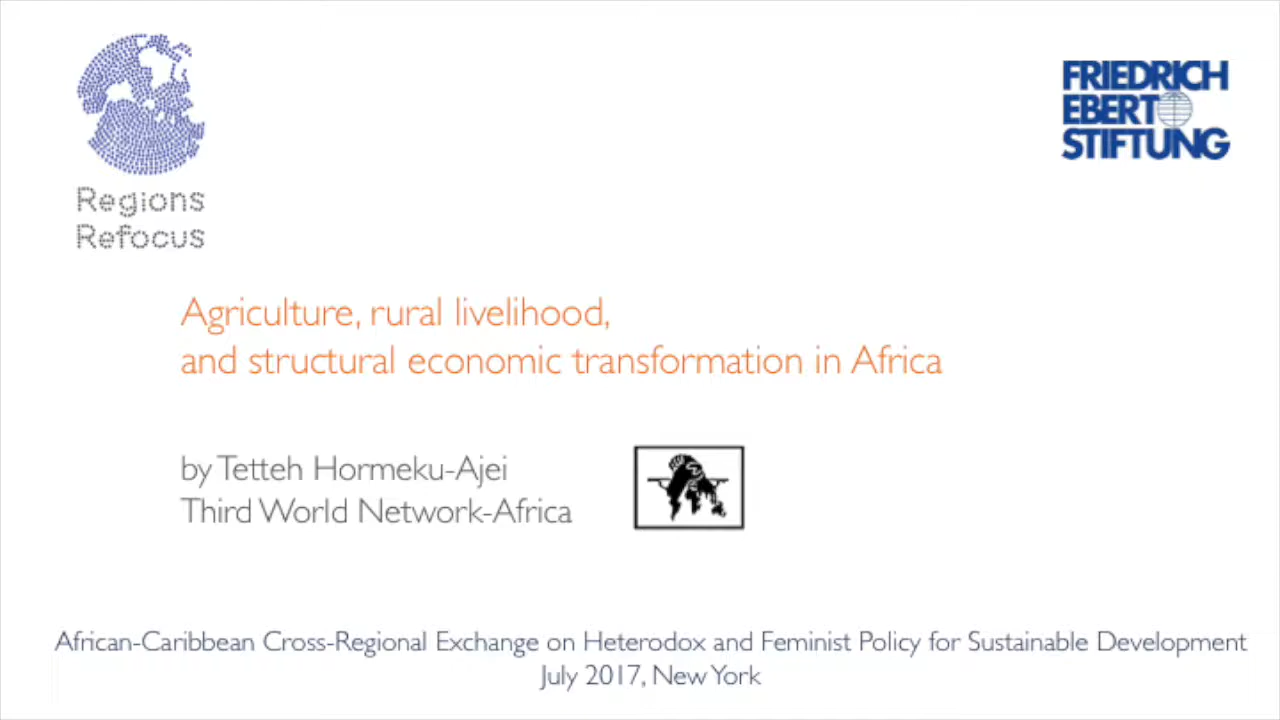 Regions
Refocus
FRIEDRICH
EBERT
STIFTUNG
Agriculture, rural livelihood,
and structural economic transformation in Africa
by Tetteh Hormeku-Ajei
Third World Network-Africa
African-Caribbean Cross-Regional Exchange on Heterodox and Feminist Policy for Sustainable Development
July 2017, New York